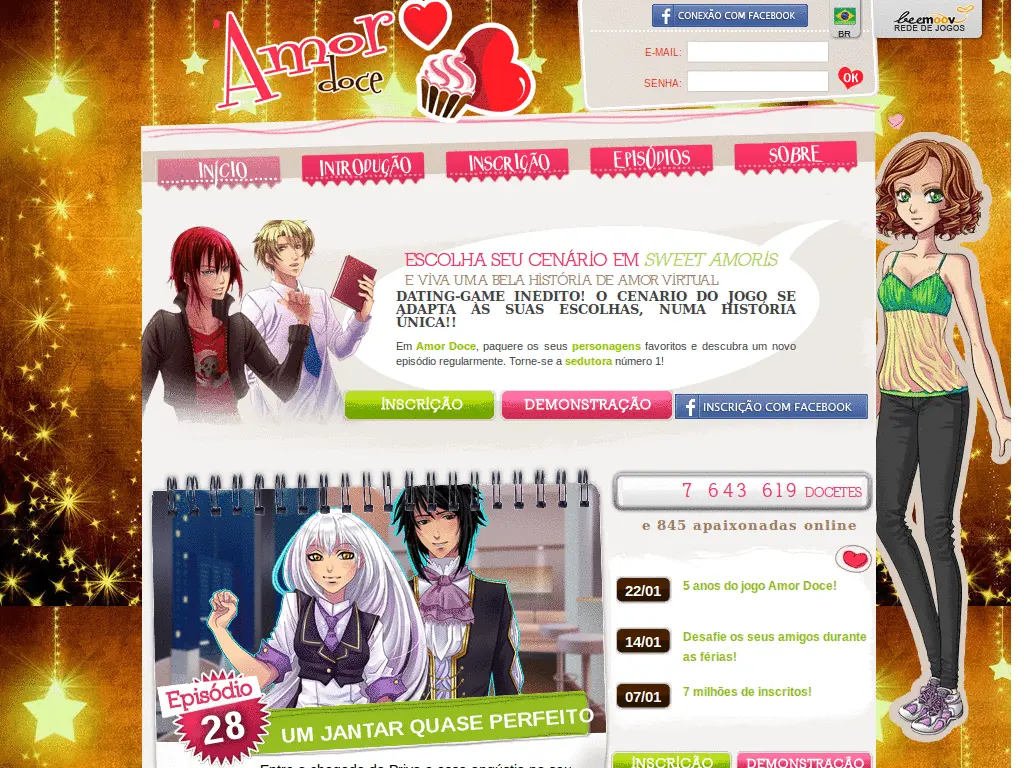 Amor
doce
CONEXÃO COM FACEBOOK
BR
beemoov
REDE DE JOGOS
E-MAIL:
SENHA:
OK
INÍCIO
INTRODUÇÃO
INSCRIÇÃO
EPISÓDIOS
SOBRE
ESCOLHA SEU CENÁRIO EM SWEET AMORIS
E VIVA UMA BELA HISTÓRIA DE AMOR VIRTUAL
DATING-GAME INEDITO! O CENARIO DO JOGO SE
ADAPTA ÀS SUAS ESCOLHAS, NUMA HISTÓRIA
ÚNICA!!
Em Amor Doce, paquere os seus personagens favoritos e descubra um novo
episódio regularmente. Torne-se a sedutora número 1!
INSCRIÇÃO
DEMONSTRAÇÃO
INSCRIÇÃO COM FACEBOOK
7 643 619 DOCETES
e 845 apaixonadas online
22/01
5 anos do jogo Amor Doce!
14/01
Desafie os seus amigos durante
as férias!
07/01
7 milhões de inscritos!
Episódio
28
UM JANTAR QUASE PERFEITO
INSCRIÇÃO
DEMONSTRAÇÃO